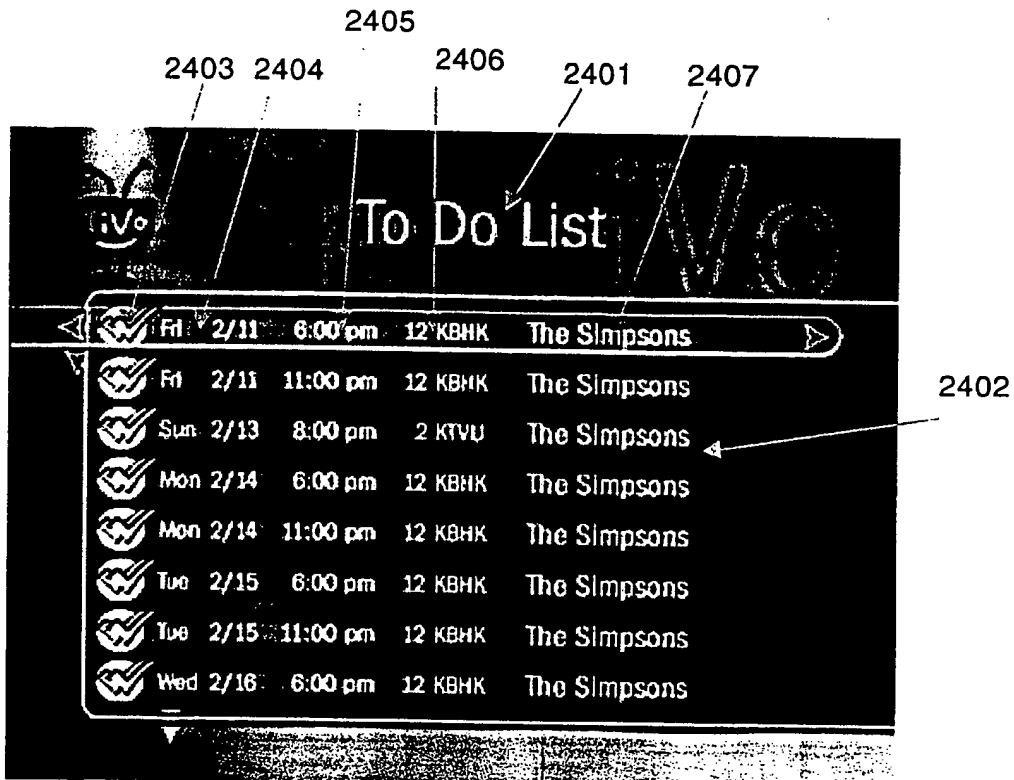 2405
2403 2404 2406 2401 2407
TiVo To Do List TiVo
Fri 2/11 6:00 pm 12 KBHK The Simpsons
Fri 2/11 11:00 pm 12 KBHK The Simpsons
2402
Sun 2/13 8:00 pm 2 KTVU The Simpsons
Mon 2/14 6:00 pm 12 KBHK The Simpsons
Mon 2/14 11:00 pm 12 KBHK The Simpsons
Tue 2/15 6:00 pm 12 KBHK The Simpsons
Tue 2/15 11:00 pm 12 KBHK The Simpsons
Wed 2/16 6:00 pm 12 KBHK The Simpsons